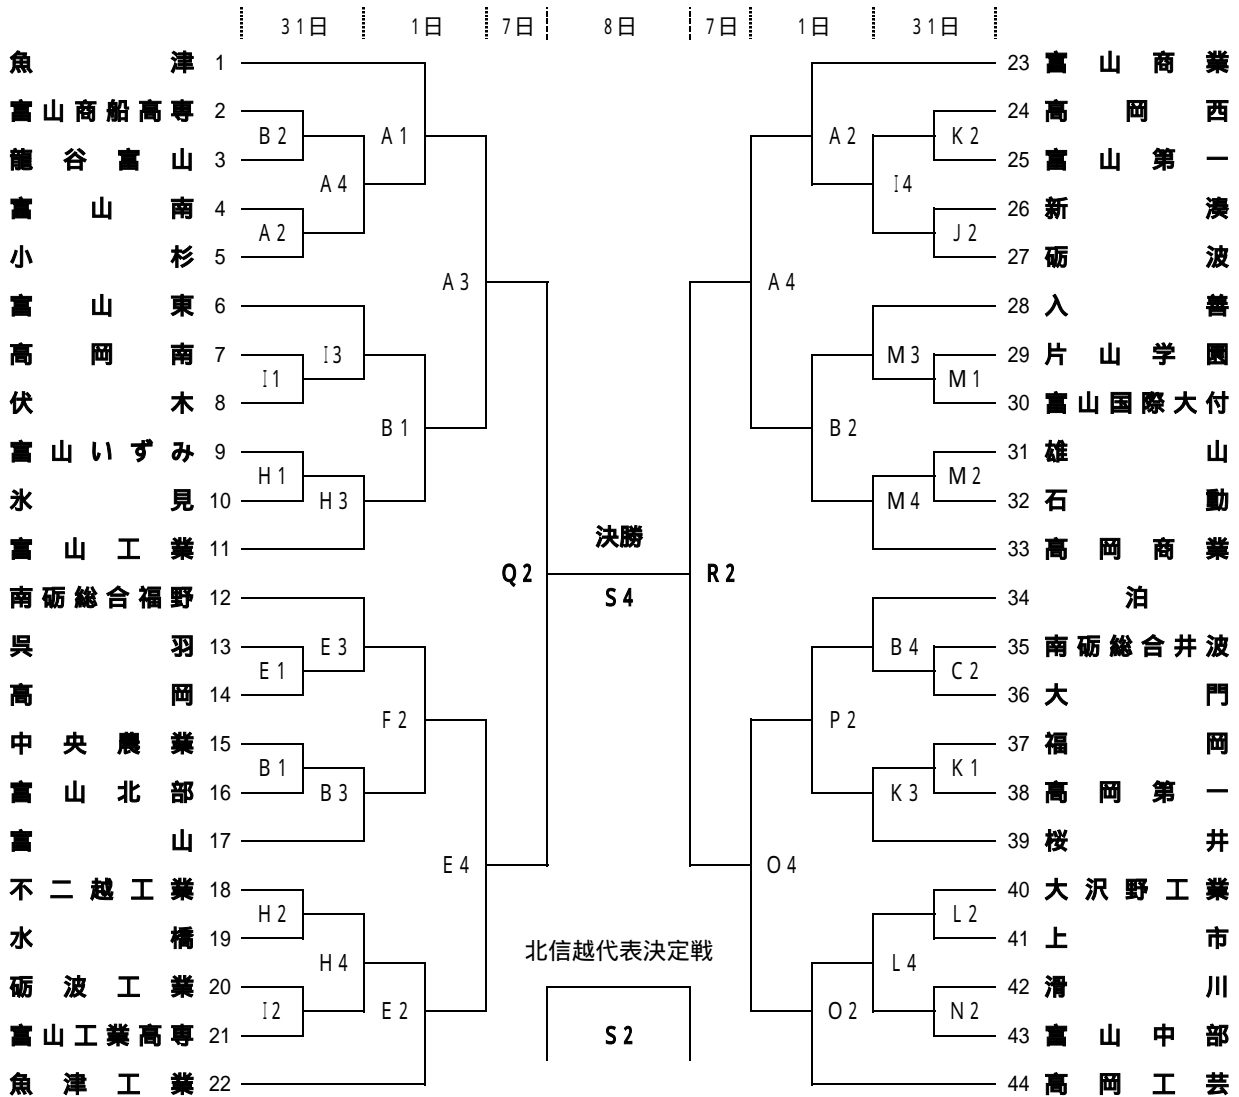 31日 1日 7日 8日 7日 1日 31日
魚津 1 23 富山商業
富山商船高専 2 24 高岡西
B2 A1 A2 K2
龍谷富山 3 25 富山第一
A4 I4
富山南 4 26 新湊
A2 J2
小杉 5 27 砺波
A3 A4
富山東 6 28 入善
高岡南 7 I3 M3 29 片山学園
I1 M1
伏木 8 30 富山国際大付
B1 B2
富山いずみ 9 31 雄山
H1 M2
氷見 10 H3 M4 32 石動
決勝
富山工業 11 33 高岡商業
Q2 R2
南砺総合福野 12 S4 34 泊
呉羽 13 E3 B4 35 南砺総合井波
E1 C2
高岡 14 36 大門
F2 P2
中央農業 15 37 福岡
B1 K1
富山北部 16 B3 K3 38 高岡第一
富山 17 39 桜井
E4 O4
不二越工業 18 40 大沢野工業
H2 L2
水橋 19 41 上市
北信越代表決定戦
H4 L4
砺波工業 20 42 滑川
I2 E2 O2 N2
富山工業高専 21 S2 43 富山中部
魚津工業 22 44 高岡工芸